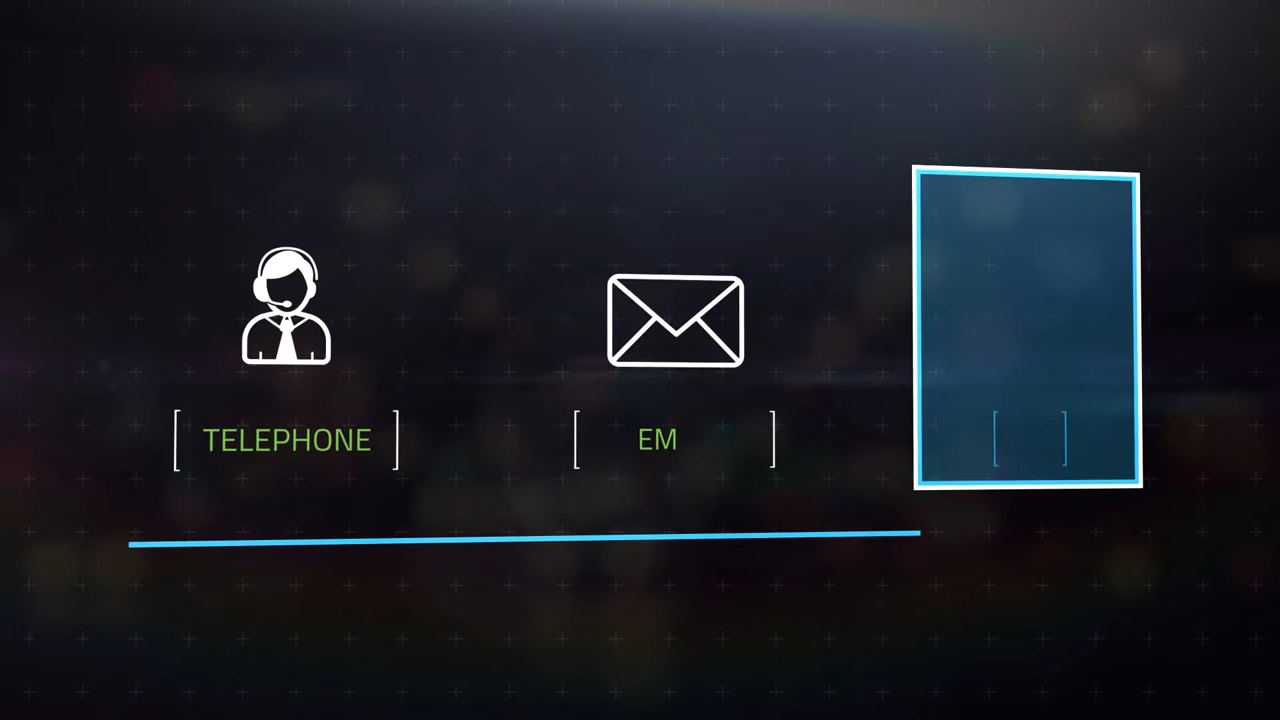 [ TELEPHONE ]
[ EM ]
[ ]